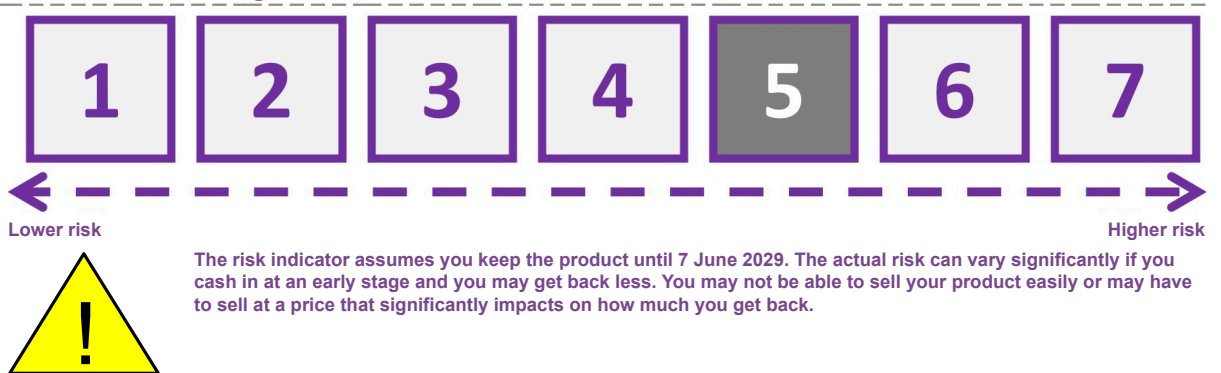 1 2 3 4 5 6 7
Lower risk Higher risk
The risk indicator assumes you keep the product until 7 June 2029. The actual risk can vary significantly if you
cash in at an early stage and you may get back less. You may not be able to sell your product easily or may have
to sell at a price that significantly impacts on how much you get back.
!